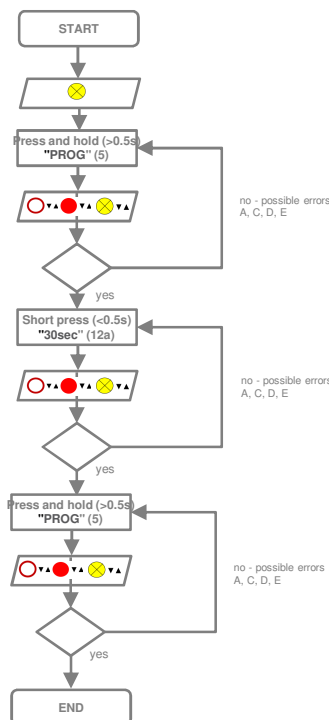 START
Press and hold (>0.5s)
"PROG" (5)
no - possible errors
A, C, D, E
yes
Short press (<0.5s)
"30sec" (12a)
no - possible errors
A, C, D, E
yes
Press and hold (>0.5s)
"PROG" (5)
no - possible errors
A, C, D, E
yes
END